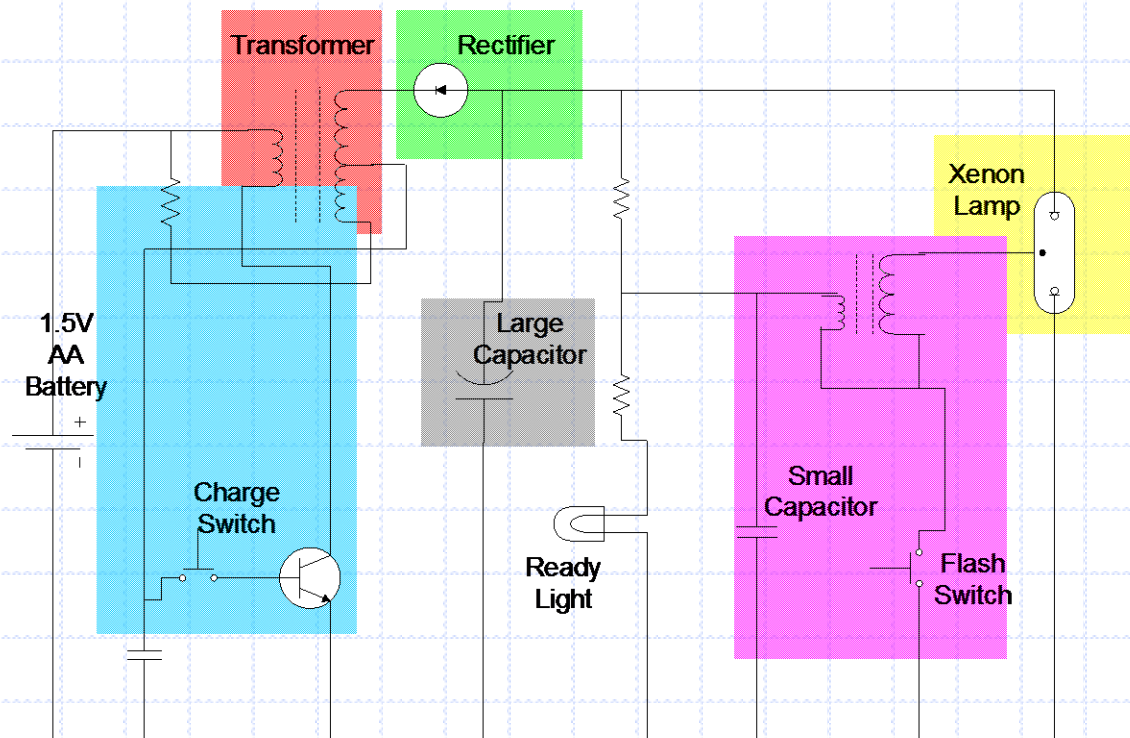 Transformer
Rectifier
Xenon
Lamp
1.5V
AA
Battery
+
-
Large
Capacitor
Charge
Switch
Small
Capacitor
Ready
Light
Flash
Switch